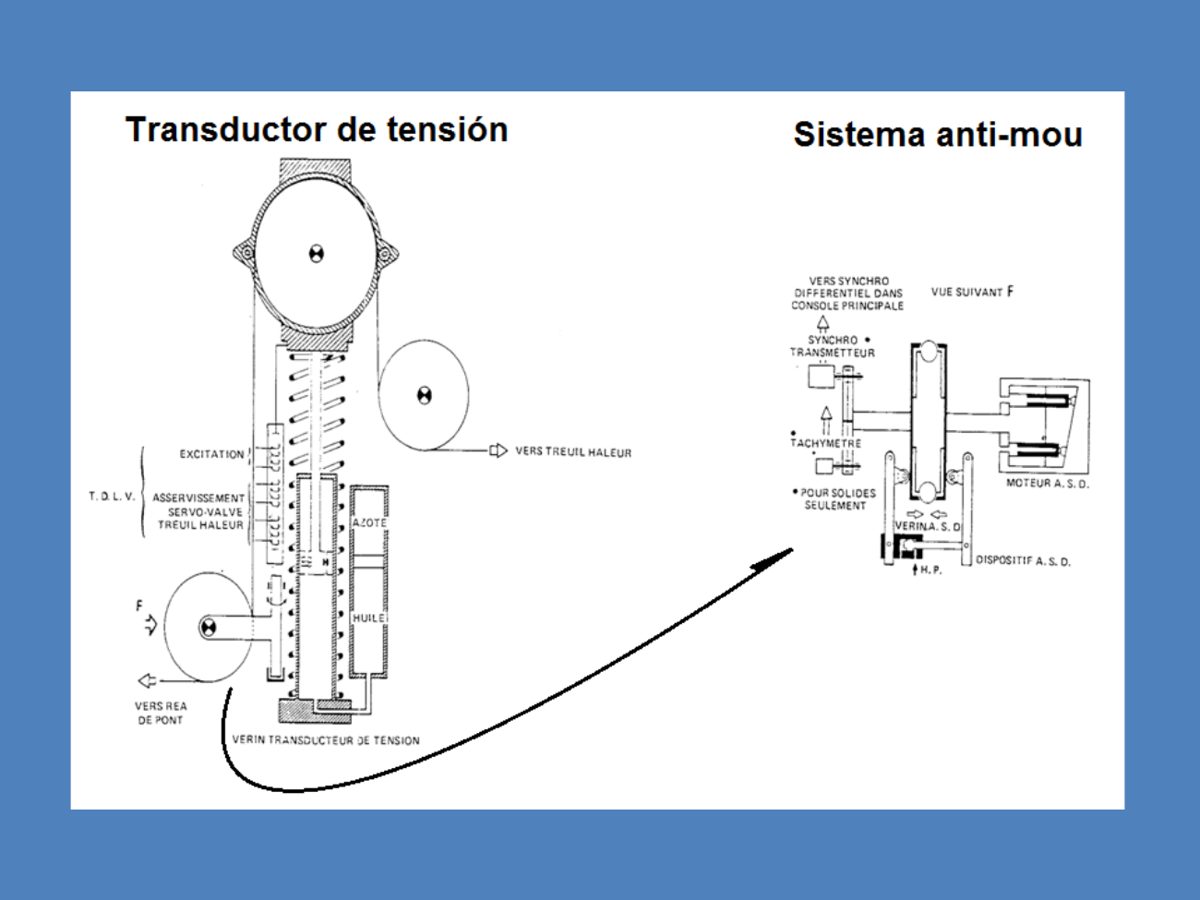 Transductor de tensión
EXCITATION
T. D. L. V.
ASSERVISSEMENT
SERVO-VALVE
TREUIL HALEUR
VERS TREUIL HALEUR
AZOTE
HUILE
F
VERS REA
DE PONT
VERIN TRANSDUCTEUR DE TENSION
Sistema anti-mou
VERS SYNCHRO
DIFFERENTIEL DANS
CONSOLE PRINCIPALE
VUE SUIVANT F
SYNCHRO •
TRANSMETTEUR
•
TACHYMETRE
• POUR SOLIDES
SEULEMENT
MOTEUR A.S.D.
VERIN A.S.D
DISPOSITIF A.S.D.
H.P.